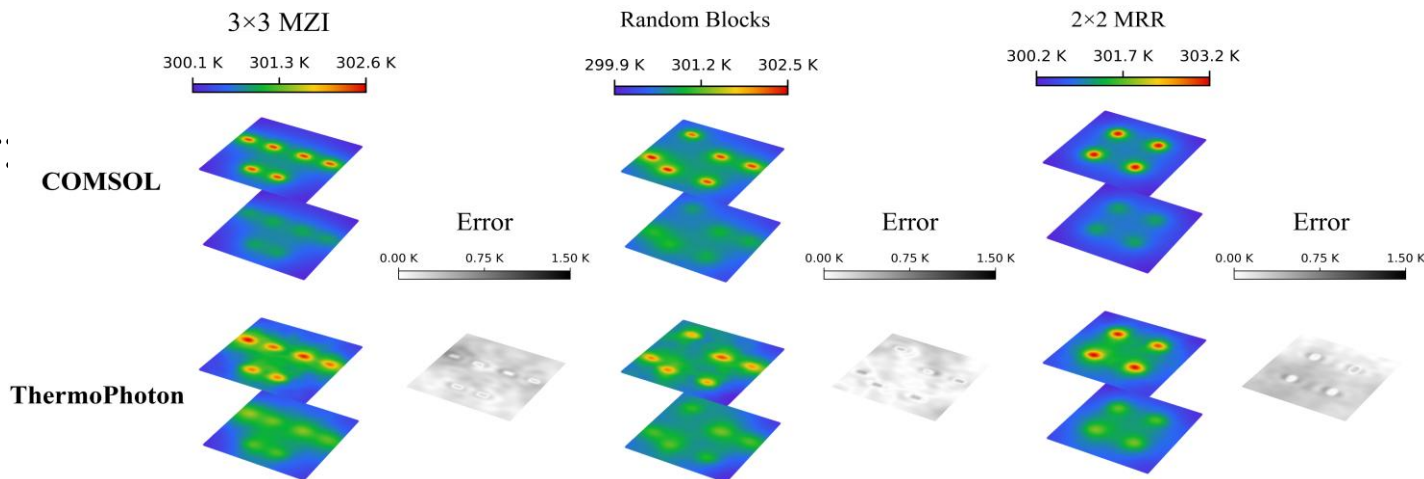 3×3 MZI
Random Blocks
2×2 MRR
300.1 K 301.3 K 302.6 K
299.9 K 301.2 K 302.5 K
300.2 K 301.7 K 303.2 K
COMSOL
Error
Error
Error
0.00 K 0.75 K 1.50 K
0.00 K 0.75 K 1.50 K
0.00 K 0.75 K 1.50 K
ThermoPhoton